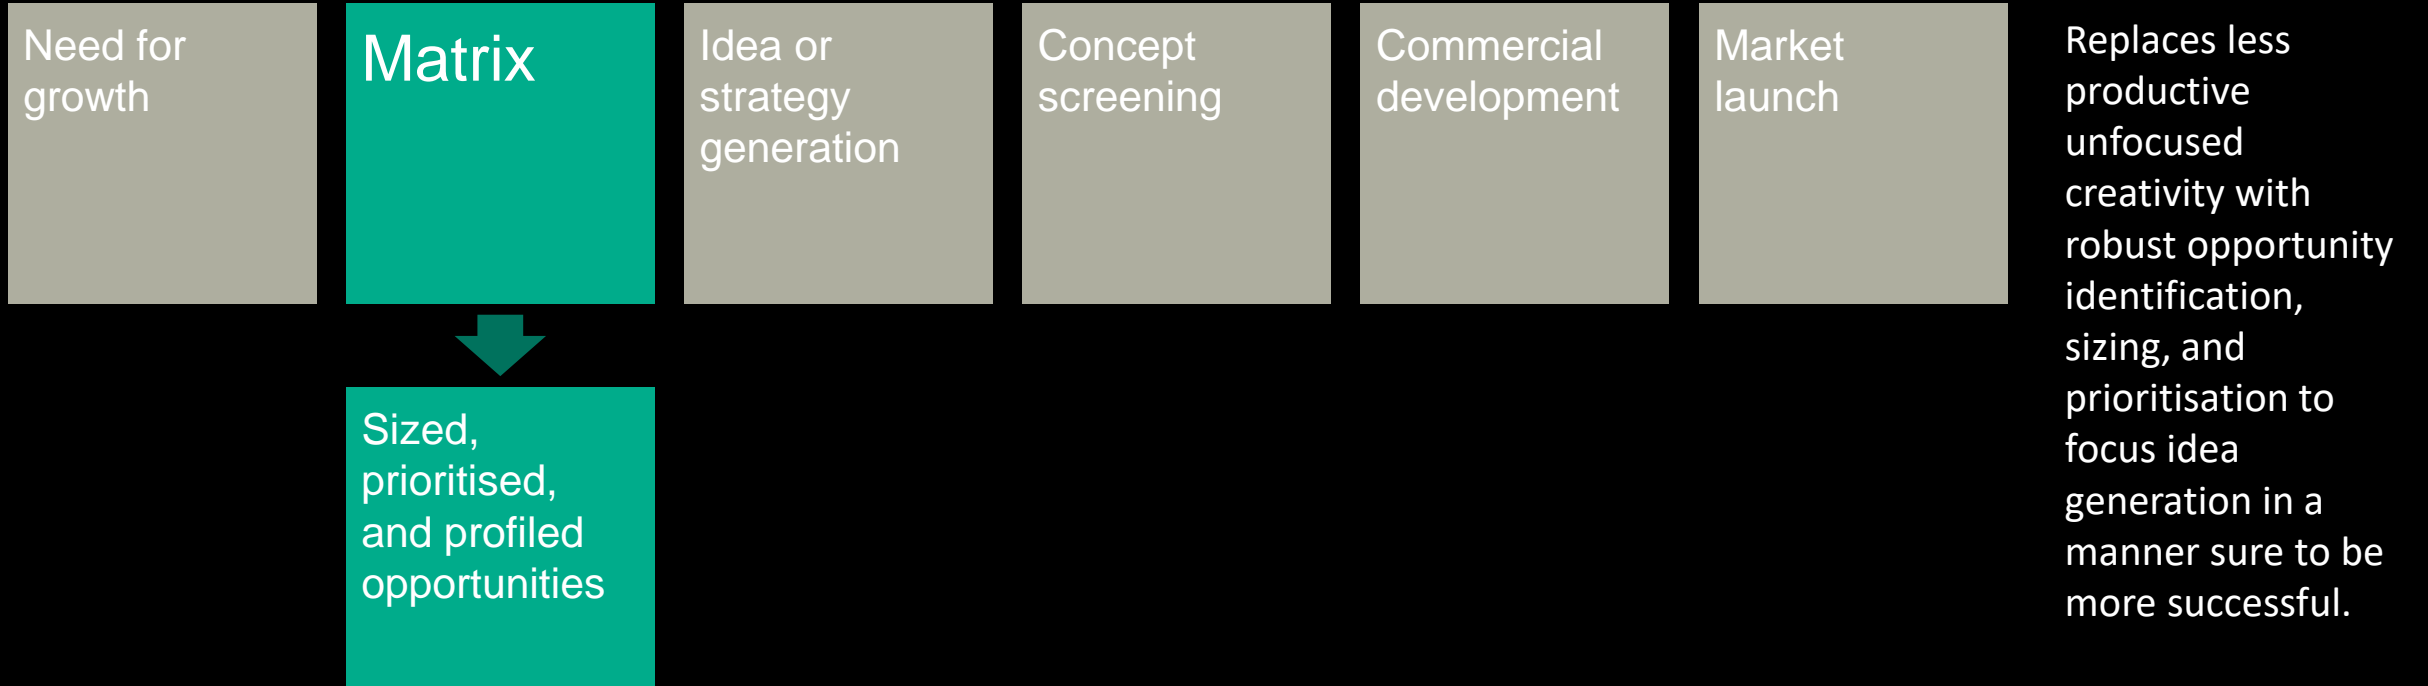 Need for
growth
Matrix
Idea or
strategy
generation
Concept
screening
Commercial
development
Market
launch
Sized,
prioritised,
and profiled
opportunities
Replaces less
productive
unfocused
creativity with
robust opportunity
identification,
sizing, and
prioritisation to
focus idea
generation in a
manner sure to be
more successful.